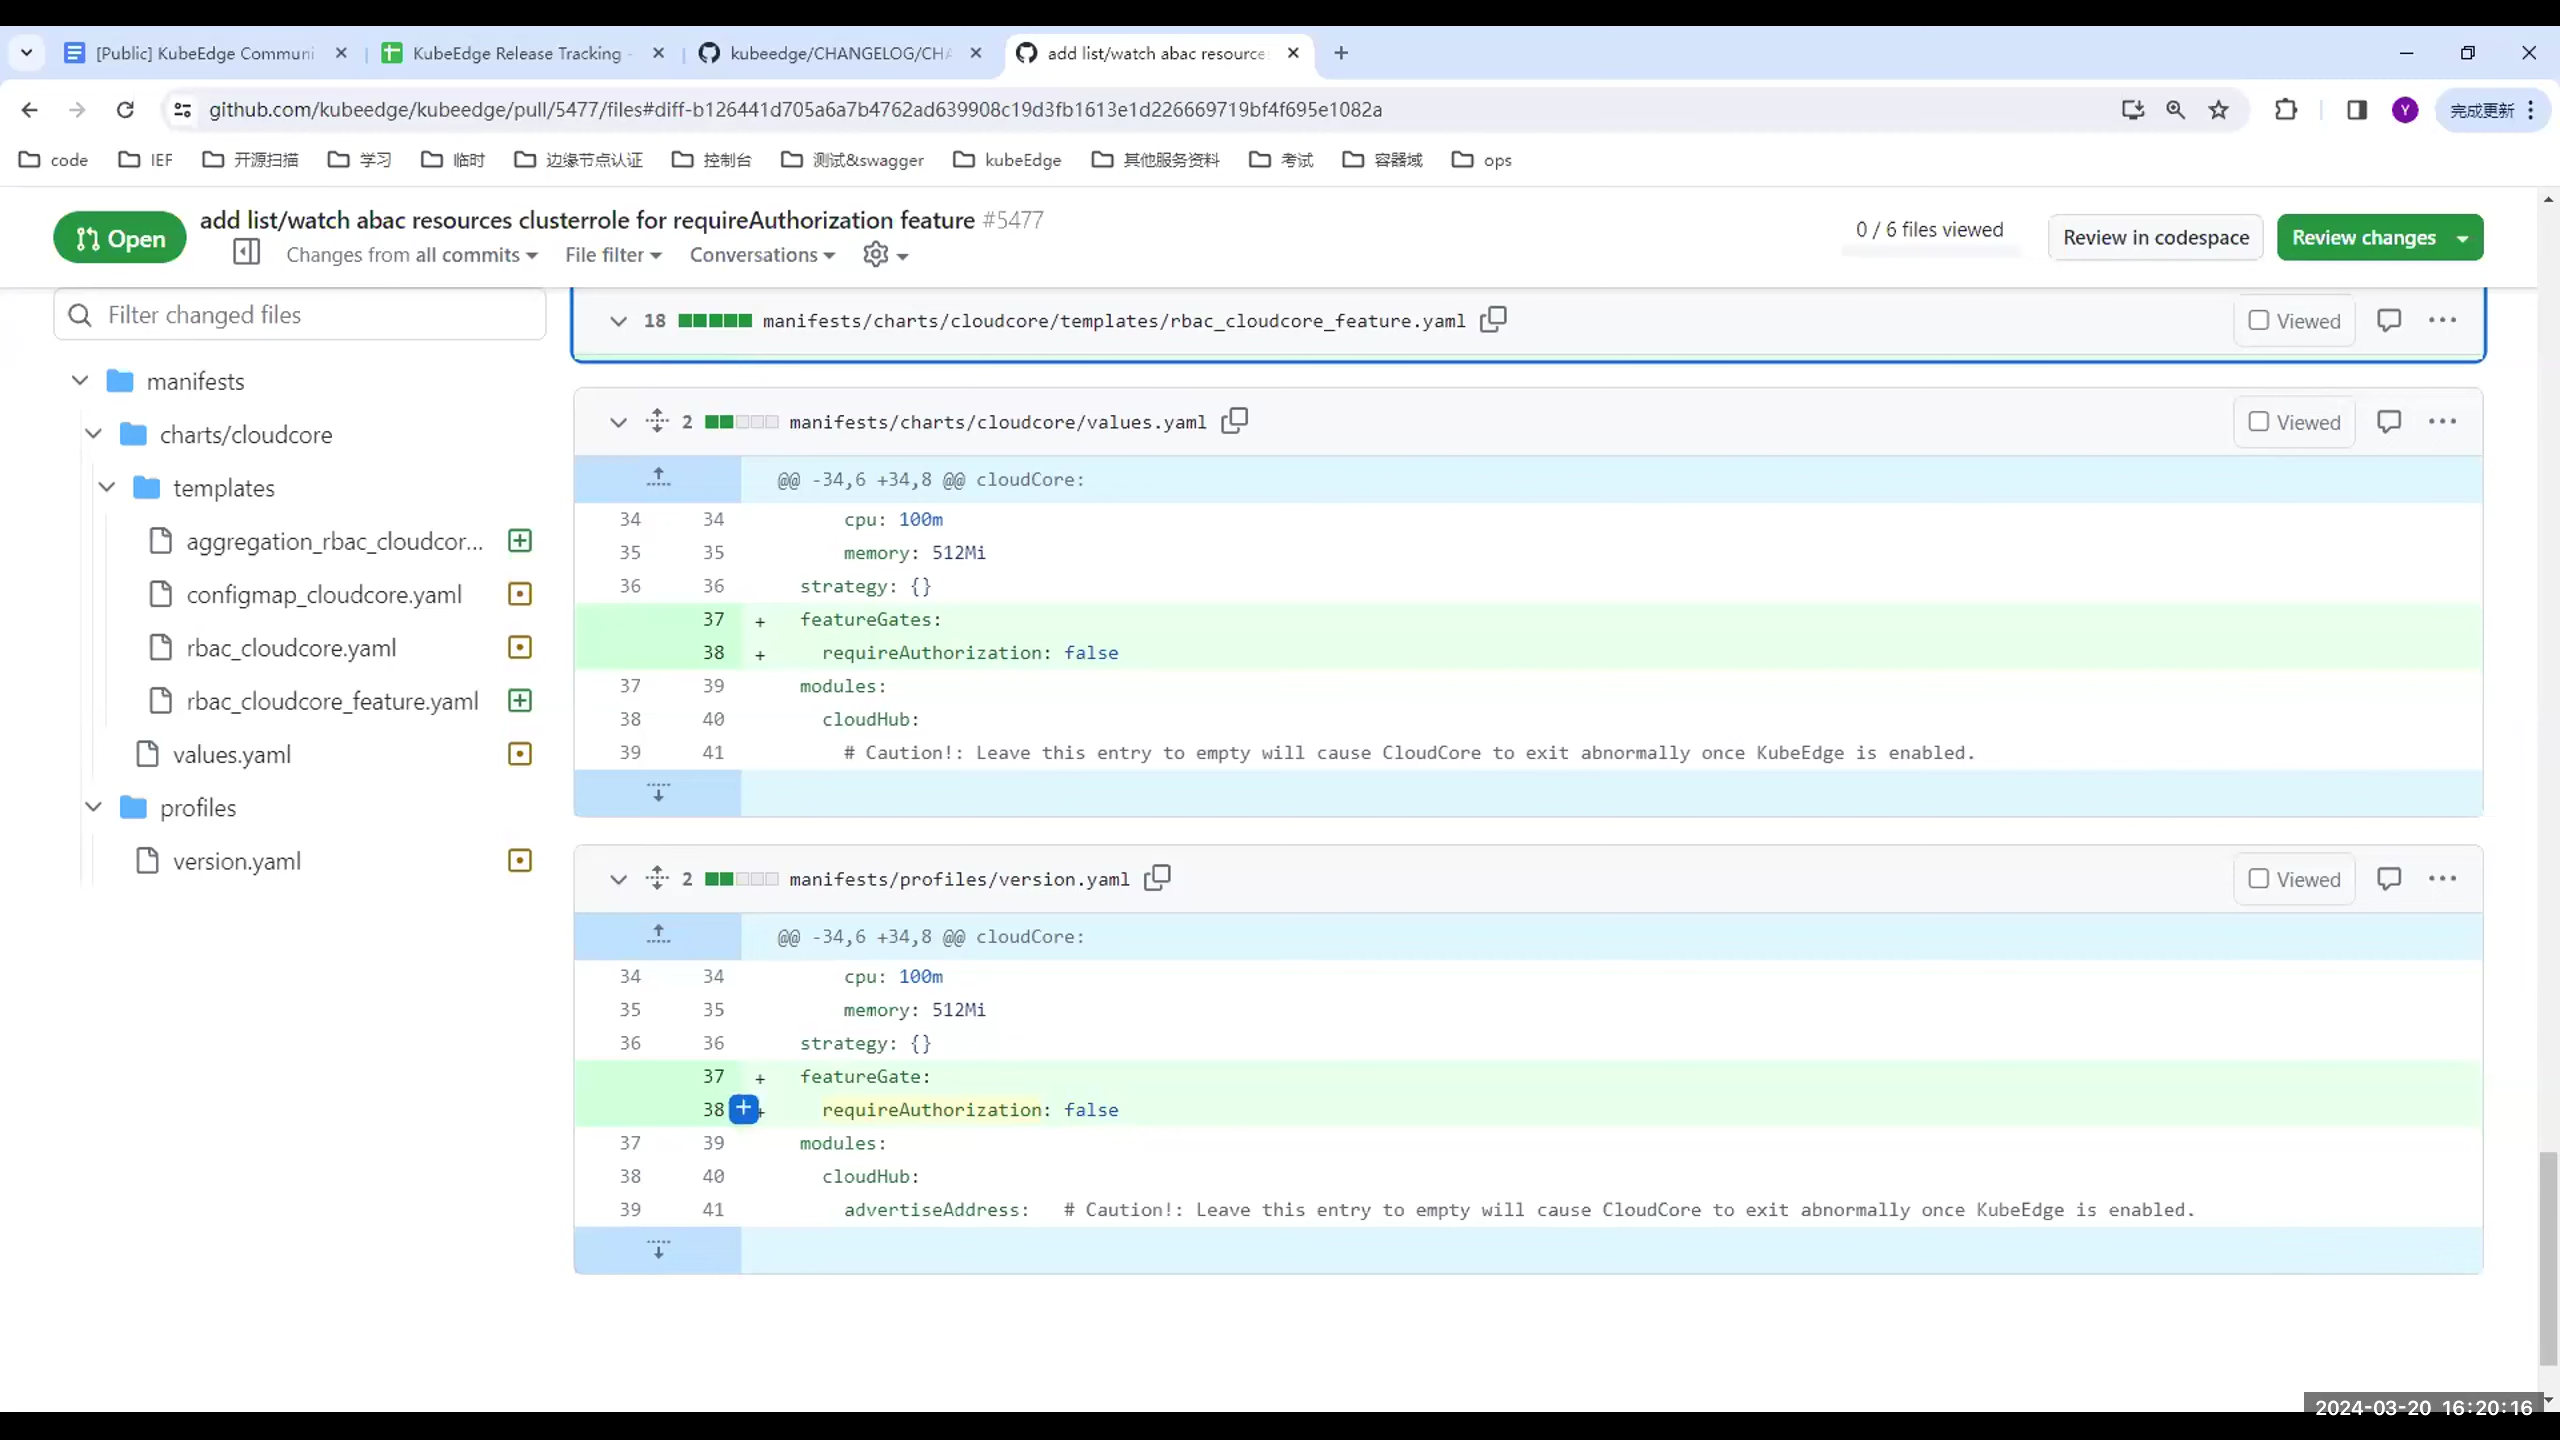 [Public] KubeEdge Communi
KubeEdge Release Tracking -
kubeedge/CHANGELOG/CHA
add list/watch abac resource
github.com/kubeedge/kubeedge/pull/5477/files#diff-b126441d705a6a7b4762ad639908c19d3fb1613e1d226669719bf4f695e1082a
Y
完成更新
code
IEF
开源扫描
学习
临时
边缘节点认证
控制台
测试&swagger
kubeEdge
其他服务资料
考试
容器域
ops
Open
add list/watch abac resources clusterrole for requireAuthorization feature #5477
Changes from all commits
File filter
Conversations
0 / 6 files viewed
Review in codespace
Review changes
Filter changed files
manifests
charts/cloudcore
templates
aggregation_rbac_cloudcor...
configmap_cloudcore.yaml
rbac_cloudcore.yaml
rbac_cloudcore_feature.yaml
values.yaml
profiles
version.yaml
18 manifests/charts/cloudcore/templates/rbac_cloudcore_feature.yaml
Viewed
2 manifests/charts/cloudcore/values.yaml
Viewed
@@ -34,6 +34,8 @@ cloudCore:
34 34 cpu: 100m
35 35 memory: 512Mi
36 36 strategy: {}
37 + featureGates:
38 + requireAuthorization: false
37 39 modules:
38 40 cloudHub:
39 41 # Caution!: Leave this entry to empty will cause CloudCore to exit abnormally once KubeEdge is enabled.
2 manifests/profiles/version.yaml
Viewed
@@ -34,6 +34,8 @@ cloudCore:
34 34 cpu: 100m
35 35 memory: 512Mi
36 36 strategy: {}
37 + featureGate:
38 + requireAuthorization: false
37 39 modules:
38 40 cloudHub:
39 41 advertiseAddress: # Caution!: Leave this entry to empty will cause CloudCore to exit abnormally once KubeEdge is enabled.
2024-03-20 16:20:16